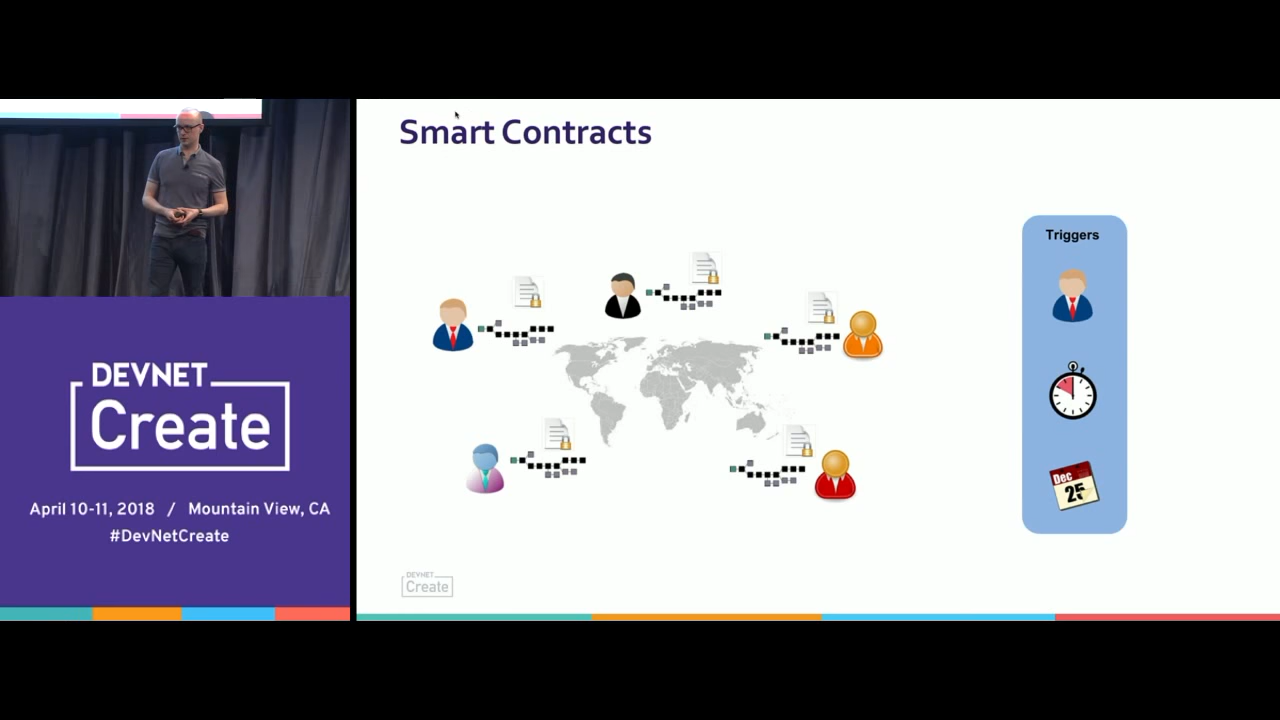 Smart Contracts
Triggers
Dec
25
DEVNET
Create
April 10-11, 2018 / Mountain View, CA
#DevNetCreate
DEVNET
Create